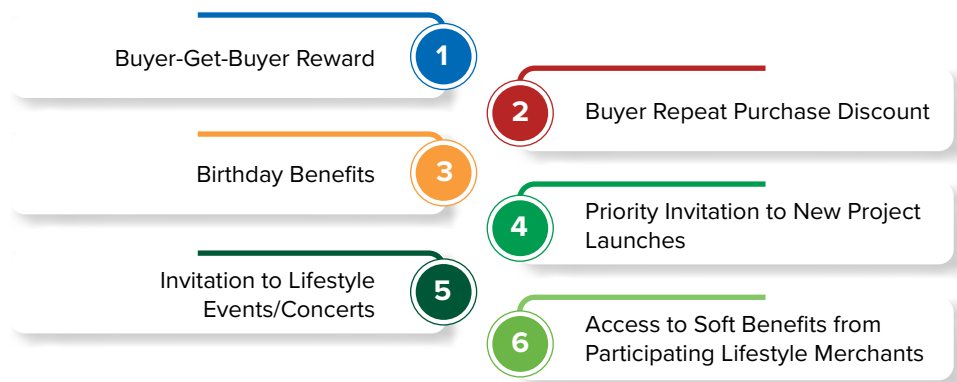 Buyer-Get-Buyer Reward
1
2
Buyer Repeat Purchase Discount
Birthday Benefits
3
4
Priority Invitation to New Project
Launches
Invitation to Lifestyle
Events/Concerts
5
6
Access to Soft Benefits from
Participating Lifestyle Merchants